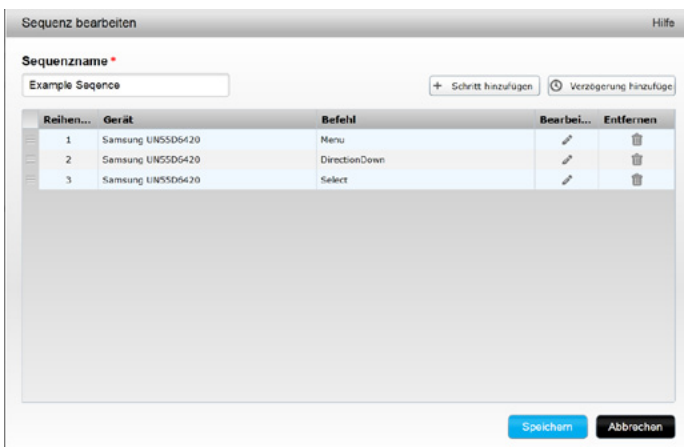 Sequenz bearbeiten Hilfe
Sequenzname *
Example Seqence + Schritt hinzufügen Verzögerung hinzufüge
Reihen... Gerät Befehl Bearbei... Entfernen
1 Samsung UN55D6420 Menu
2 Samsung UN55D6420 DirectionDown
3 Samsung UN55D6420 Select
Speichern Abbrechen